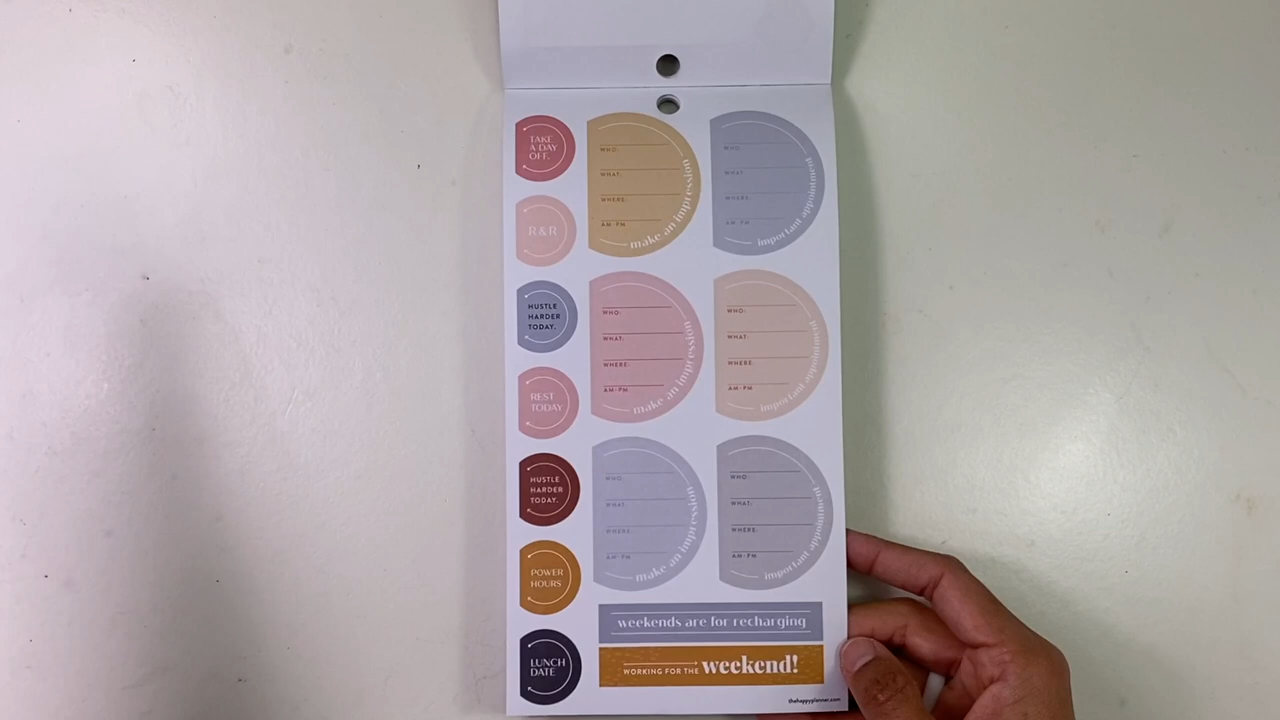 TAKE
A DAY
OFF.
R & R
HUSTLE
HARDER
TODAY.
REST
TODAY
HUSTLE
HARDER
TODAY.
POWER
HOURS
LUNCH
DATE
WHO:
WHAT:
WHERE:
AM · PM
make an impression
WHO:
WHAT:
WHERE:
AM · PM
important appointment
WHO:
WHAT:
WHERE:
AM · PM
make an impression
WHO:
WHAT:
WHERE:
AM · PM
important appointment
WHO:
WHAT:
WHERE:
AM · PM
make an impression
WHO:
WHAT:
WHERE:
AM · PM
important appointment
weekends are for recharging
WORKING FOR THE weekend!
thehappyplanner.com